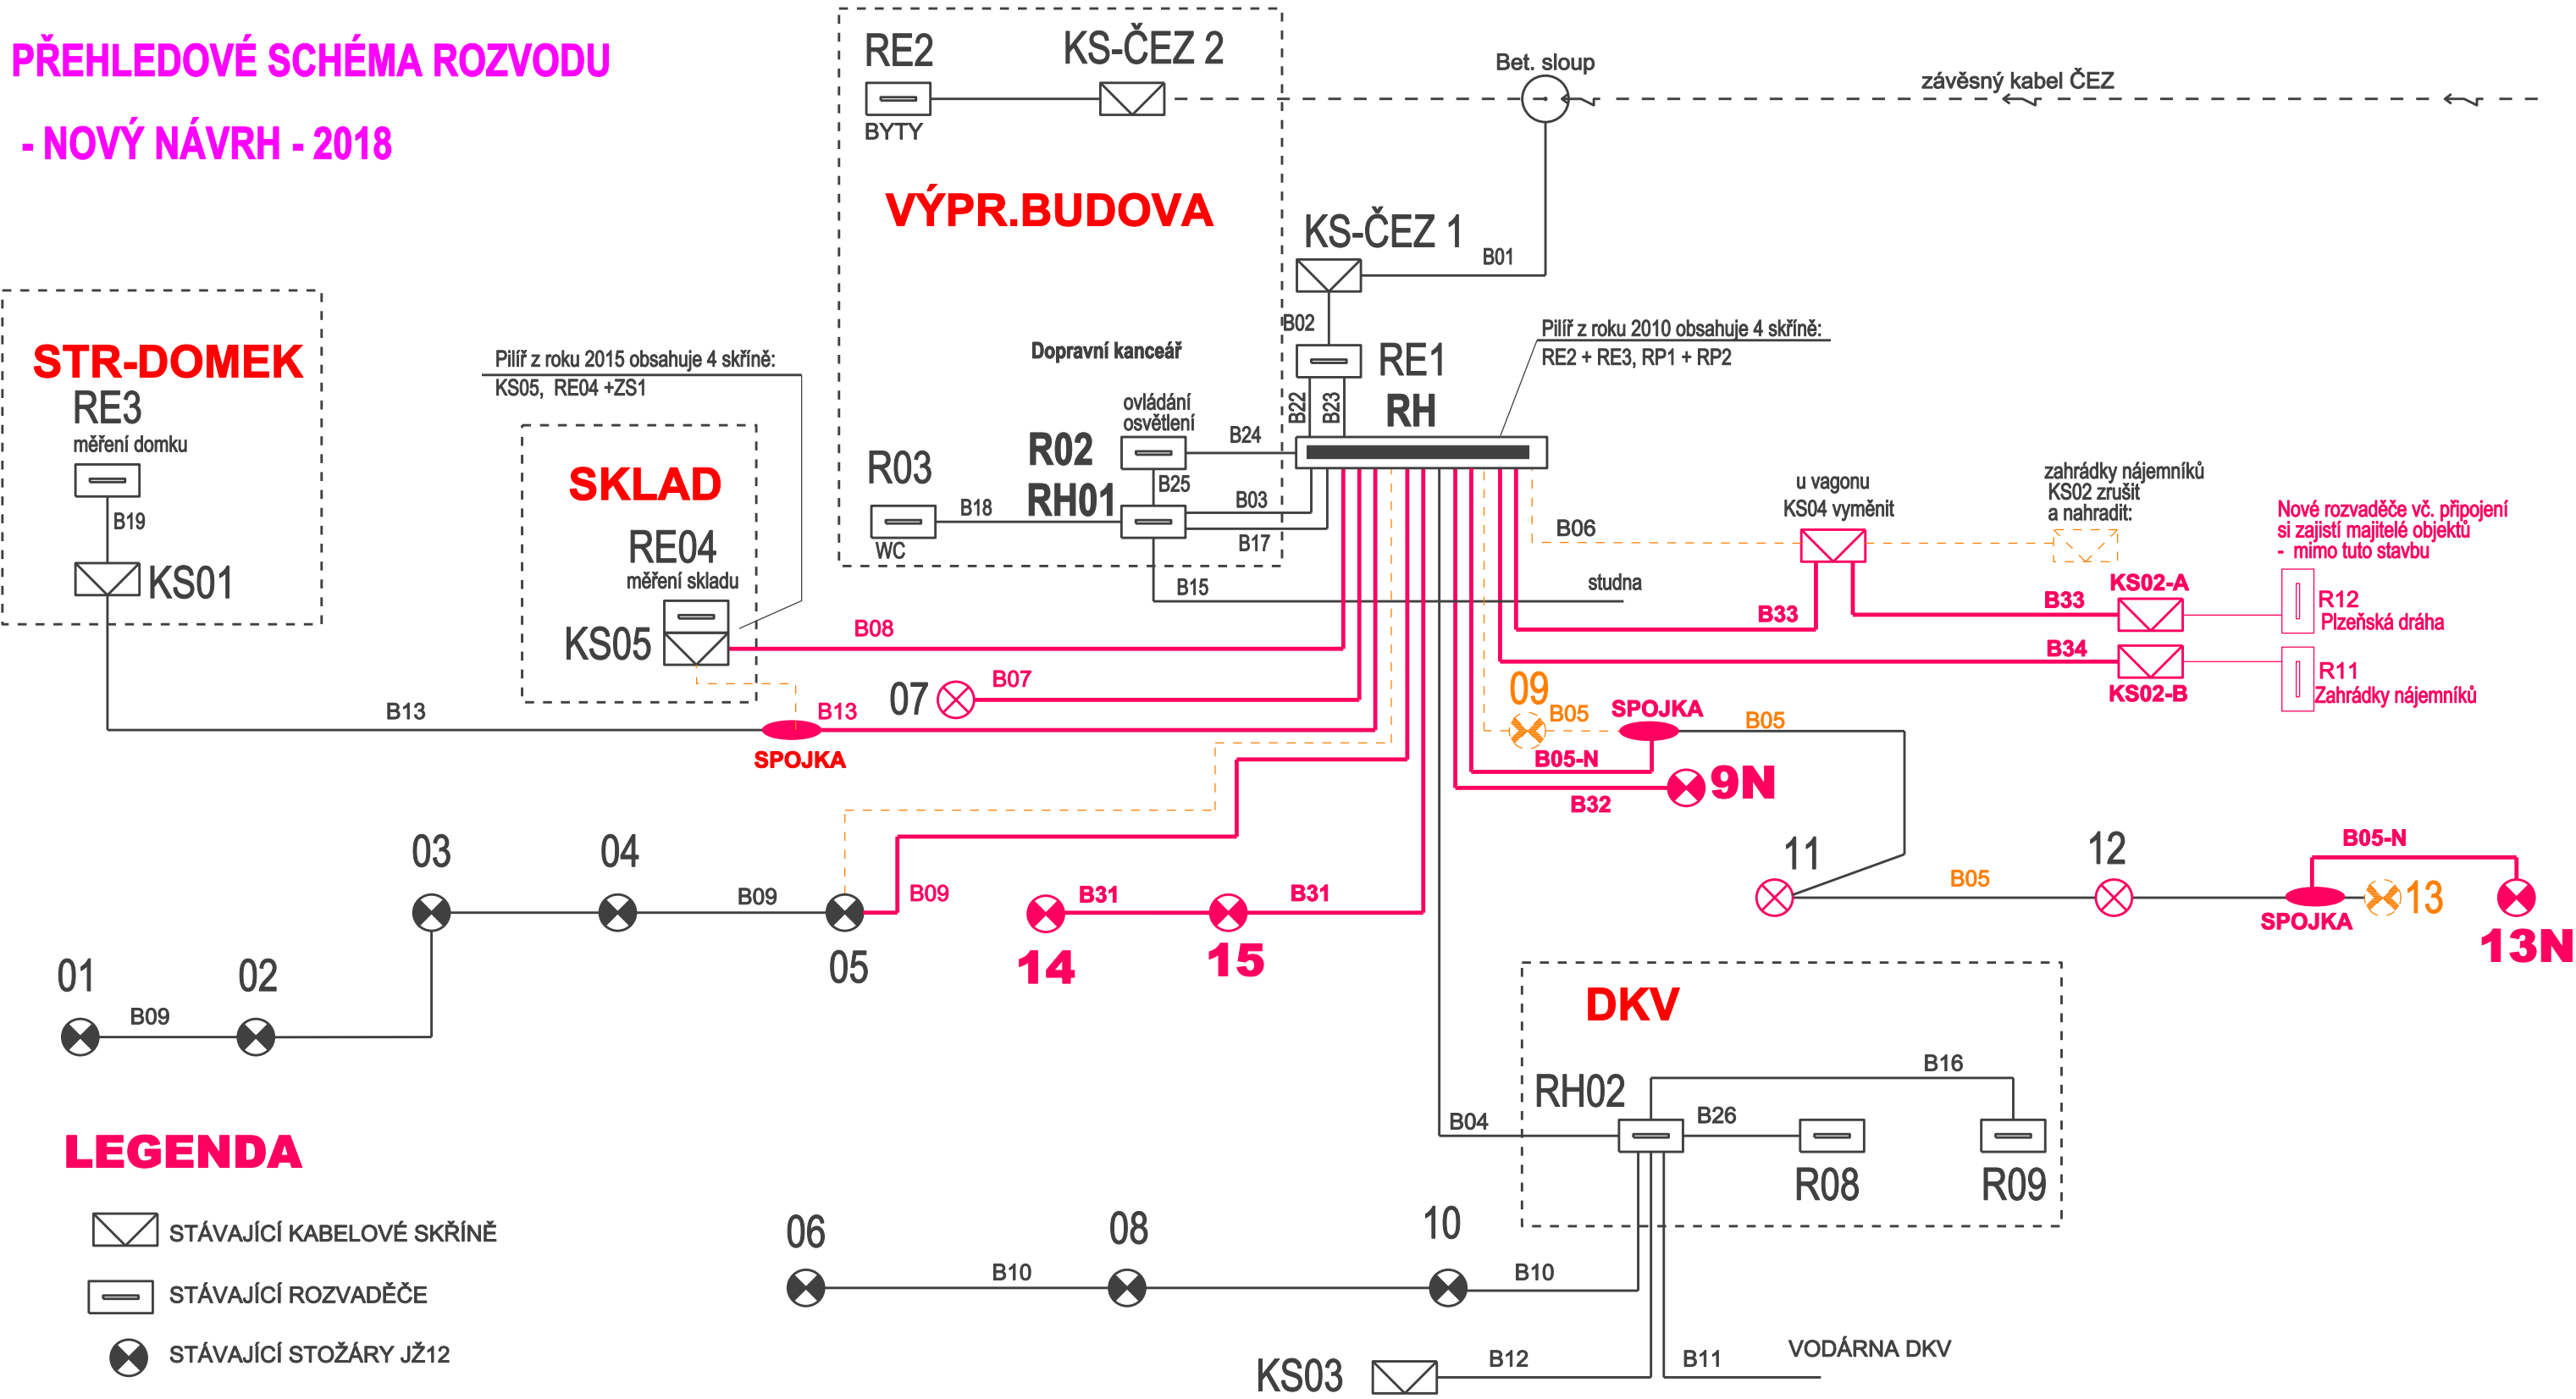 PŘEHLEDOVÉ SCHÉMA ROZVODU
- NOVÝ NÁVRH - 2018
RE2
KS-ČEZ 2
BYTY
Bet. sloup
závěsný kabel ČEZ
VÝPR.BUDOVA
KS-ČEZ 1
B01
B02
Pilíř z roku 2010 obsahuje 4 skříně:
RE2 + RE3, RP1 + RP2
RE1
RH
B22
B23
Dopravní kanceář
ovládání
osvětlení
R02
B24
B25
RH01
R03
WC
B18
B03
B17
B15
studna
STR-DOMEK
RE3
měření domku
B19
KS01
Pilíř z roku 2015 obsahuje 4 skříně:
KS05, RE04 +ZS1
SKLAD
RE04
měření skladu
KS05
B08
07
B07
B13
B13
SPOJKA
B06
u vagonu
KS04 vyměnit
zahrádky nájemníků
KS02 zrušit
a nahradit:
Nové rozvaděče vč. připojení
si zajistí majitelé objektů
- mimo tuto stavbu
B33
B33
KS02-A
R12
Plzeňská dráha
B34
KS02-B
R11
Zahrádky nájemníků
09
B05
SPOJKA
B05
B05-N
B32
9N
03
04
B09
05
B09
01
B09
02
B31
B31
14
15
11
B05
12
B05-N
SPOJKA
13
13N
DKV
RH02
B04
B16
B26
R08
R09
06
B10
08
10
B10
KS03
B12
B11
VODÁRNA DKV
LEGENDA
STÁVAJÍCÍ KABELOVÉ SKŘÍNĚ
STÁVAJÍCÍ ROZVADĚČE
STÁVAJÍCÍ STOŽÁRY JŽ12